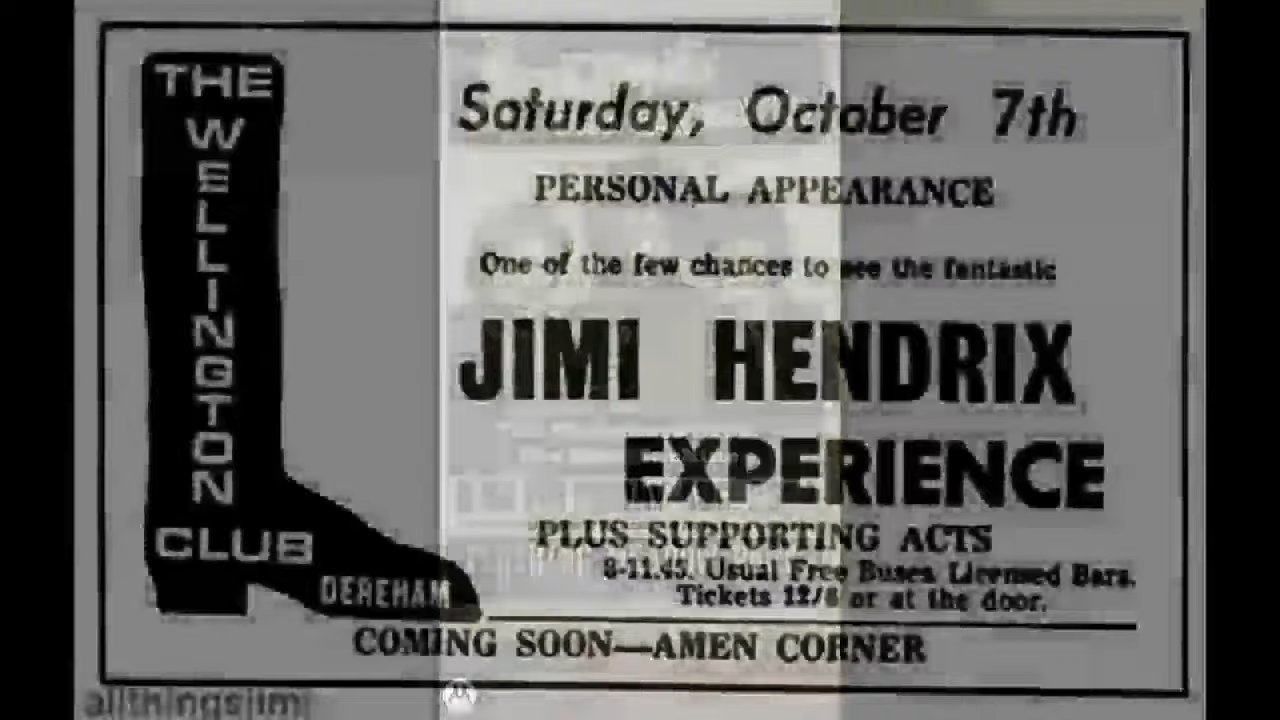 THE
WELLINGTON
CLUB
DEREHAM
Saturday, October 7th
PERSONAL APPEARANCE
One of the few chances to see the fantastic
JIMI HENDRIX
EXPERIENCE
PLUS SUPPORTING ACTS
8-11.45. Usual Free Buses. Licensed Bars.
Tickets 12/6 or at the door.
COMING SOON—AMEN CORNER
allthingsjimi